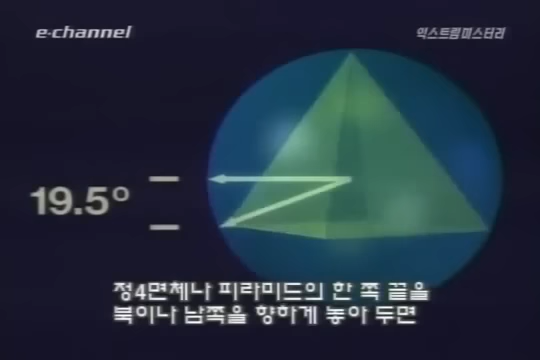 e-channel
익스트림미스터리
19.5º
정4면체나 피라미드의 한 쪽 끝을
북이나 남쪽을 향하게 놓아 두면